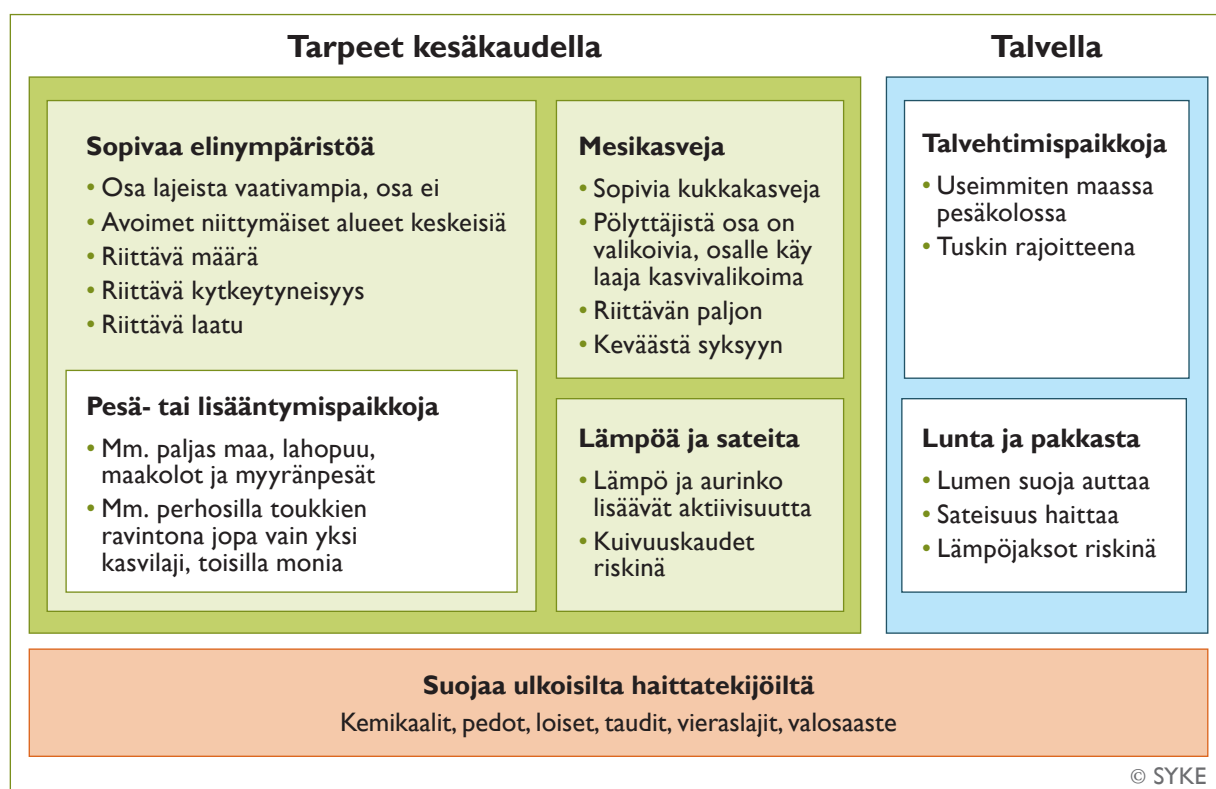 Tarpeet kesäkaudella
Sopivaa elinympäristöä
• Osa lajeista vaativampia, osa ei
• Avoimet niittymäiset alueet keskeisiä
• Riittävä määrä
• Riittävä kytkeytyneisyys
• Riittävä laatu
Pesä- tai lisääntymispaikkoja
• Mm. paljas maa, lahopuu,
maakolot ja myyränpesät
• Mm. perhosilla toukkien
ravintona jopa vain yksi
kasvilaji, toisilla monia
Mesikasveja
• Sopivia kukkakasveja
• Pölyttäjistä osa on
valikoivia, osalle käy
laaja kasvivalikoima
• Riittävän paljon
• Keväästä syksyyn
Lämpöä ja sateita
• Lämpö ja aurinko
lisäävät aktiivisuutta
• Kuivuuskaudet
riskinä
Talvella
Talvehtimispaikkoja
• Useimmiten maassa
pesäkolossa
• Tuskin rajoitteena
Lunta ja pakkasta
• Lumen suoja auttaa
• Sateisuus haittaa
• Lämpöjaksot riskinä
Suojaa ulkoisilta haittatekijöiltä
Kemikaalit, pedot, loiset, taudit, vieraslajit, valosaaste
© SYKE